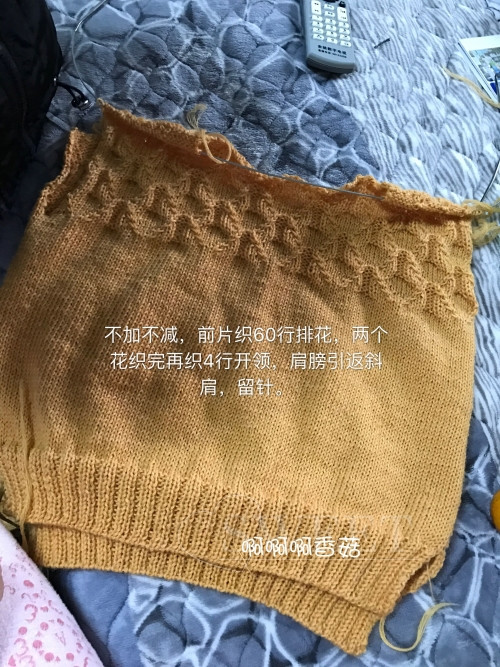 不加不减，前片织60行排花，两个
花织完再织4行开领，肩膀引返斜
肩，留针。
啊啊啊香菇